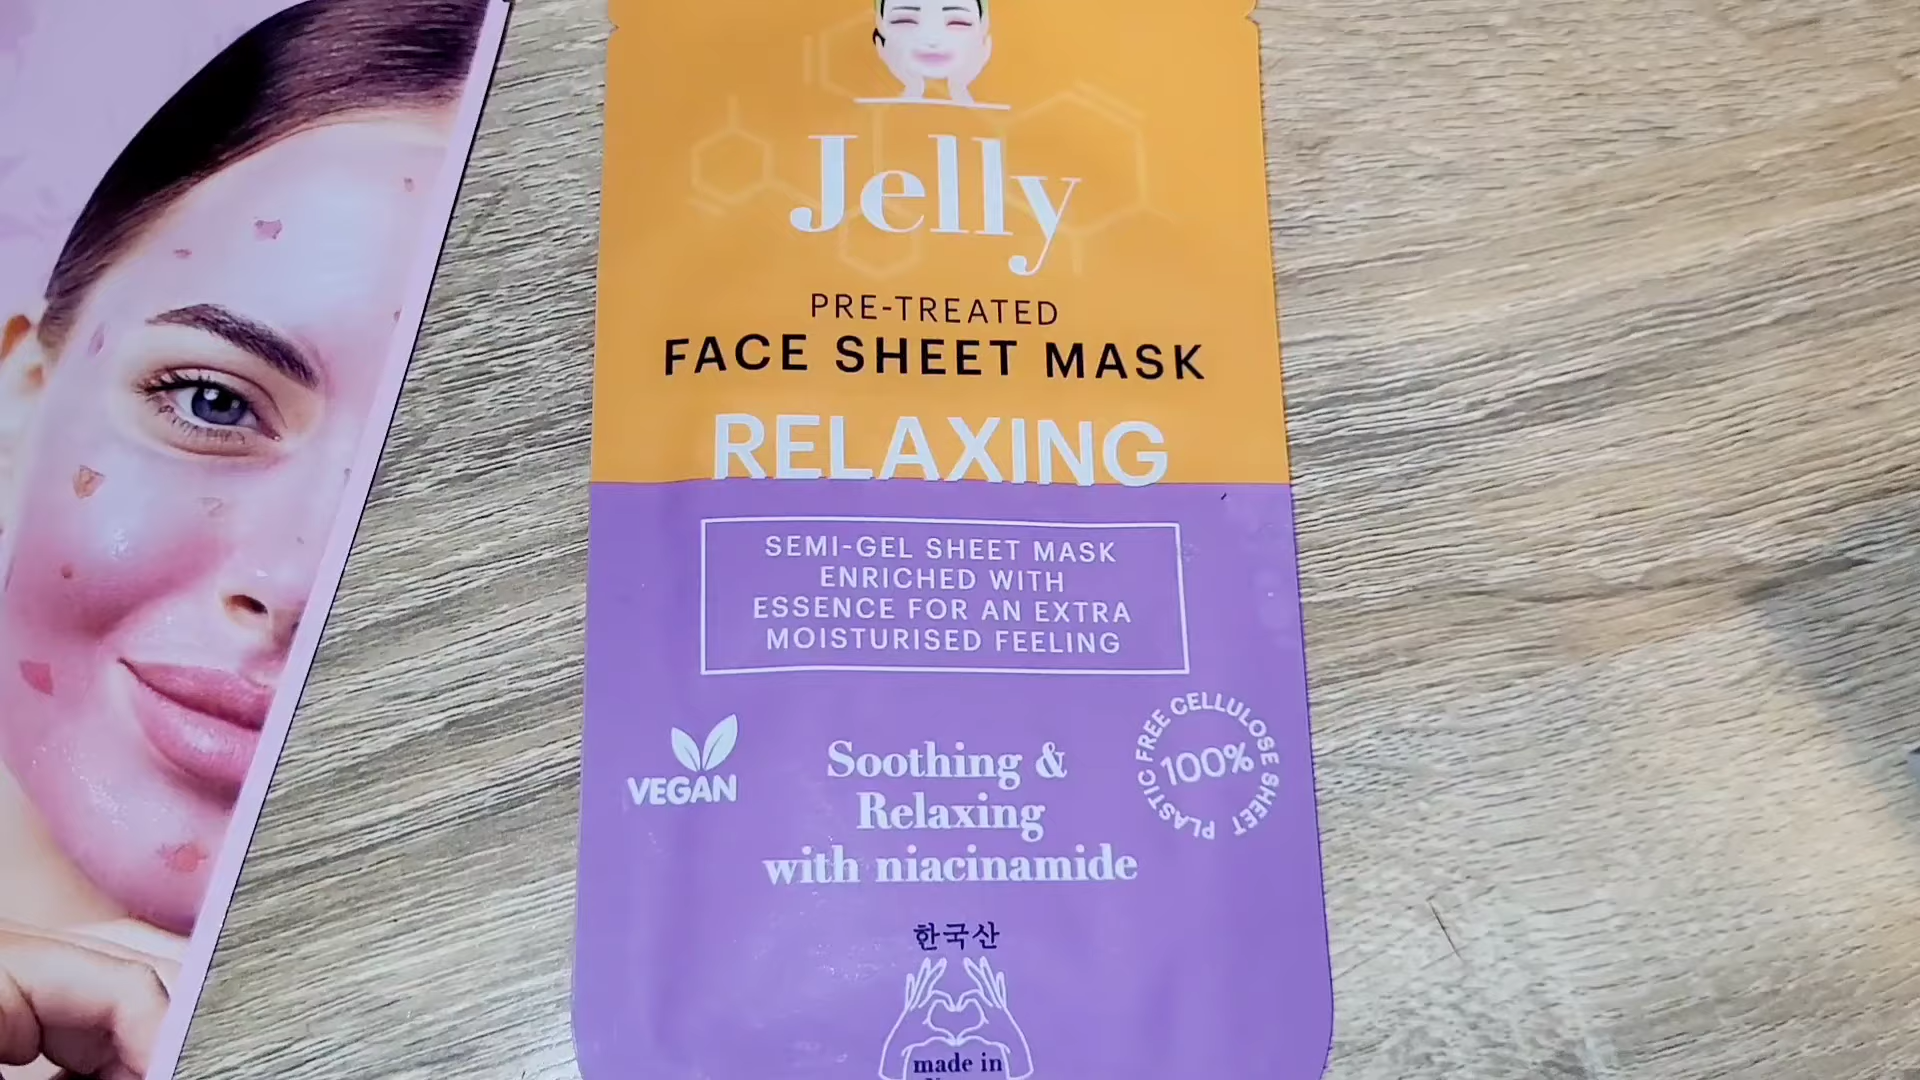 Jelly
PRE-TREATED
FACE SHEET MASK
RELAXING
SEMI-GEL SHEET MASK
ENRICHED WITH
ESSENCE FOR AN EXTRA
MOISTURISED FEELING
VEGAN
Soothing &
Relaxing
with niacinamide
PLASTIC FREE CELLULOSE SHEET
100%
한국산
made in